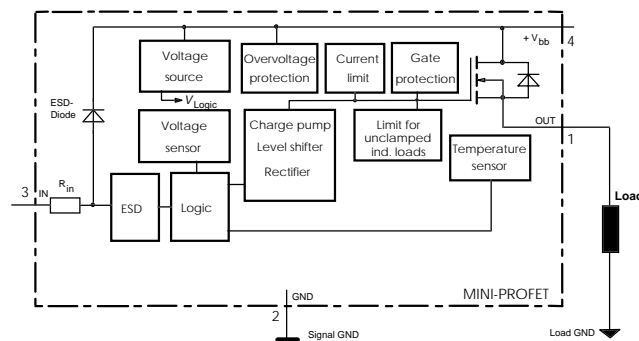 + V bb
4
Voltage
source
Overvoltage
protection
Current
limit
Gate
protection
V Logic
ESD-
Diode
Voltage
sensor
Charge pump
Level shifter
Rectifier
Limit for
unclamped
ind. loads
OUT
1
Temperature
sensor
3
IN
R in
ESD
Logic
Load
GND
MINI-PROFET
2
Signal GND
Load GND